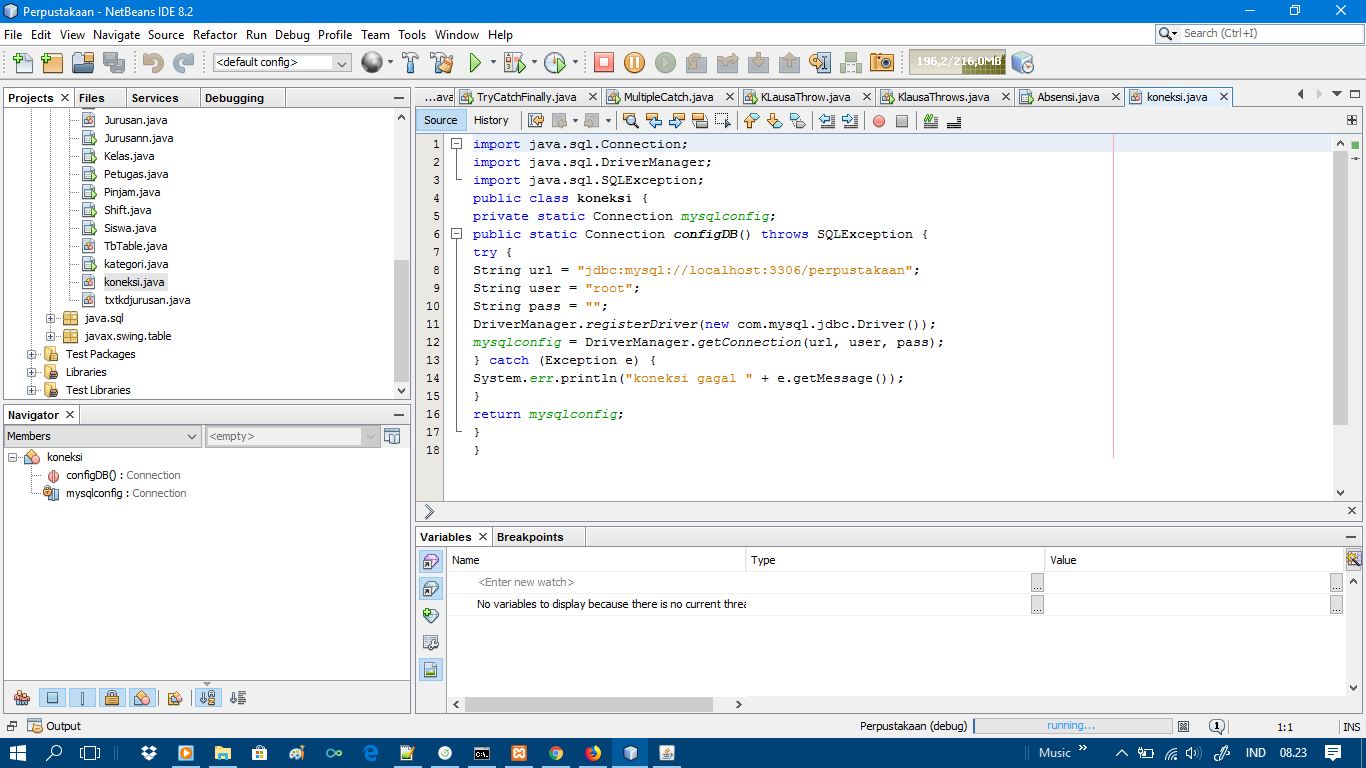 Perpustakaan - NetBeans IDE 8.2
File Edit View Navigate Source Refactor Run Debug Profile Team Tools Window Help
Search (Ctrl+I)
<default config>
196,2/216,0MB
Projects Files Services Debugging
...ava TryCatchFinally.java MultipleCatch.java KLausaThrow.java KlausaThrows.java Absensi.java koneksi.java
Source History
Jurusan.java
Jurusann.java
Kelas.java
Petugas.java
Pinjam.java
Shift.java
Siswa.java
TbTable.java
kategori.java
koneksi.java
txtkdjurusan.java
java.sql
javax.swing.table
Test Packages
Libraries
Test Libraries
1 import java.sql.Connection;
2 import java.sql.DriverManager;
3 import java.sql.SQLException;
4 public class koneksi {
5 private static Connection mysqlconfig;
6 public static Connection configDB() throws SQLException {
7 try {
8 String url = "jdbc:mysql://localhost:3306/perpustakaan";
9 String user = "root";
10 String pass = "";
11 DriverManager.registerDriver(new com.mysql.jdbc.Driver());
12 mysqlconfig = DriverManager.getConnection(url, user, pass);
13 } catch (Exception e) {
14 System.err.println("koneksi gagal " + e.getMessage());
15 }
16 return mysqlconfig;
17 }
18 }
Navigator
Members <empty>
koneksi
configDB() : Connection
mysqlconfig : Connection
Variables Breakpoints
Name Type Value
<Enter new watch>
No variables to display because there is no current threa
Output
Perpustakaan (debug) running... 1 1:1 INS
Music IND 08.23